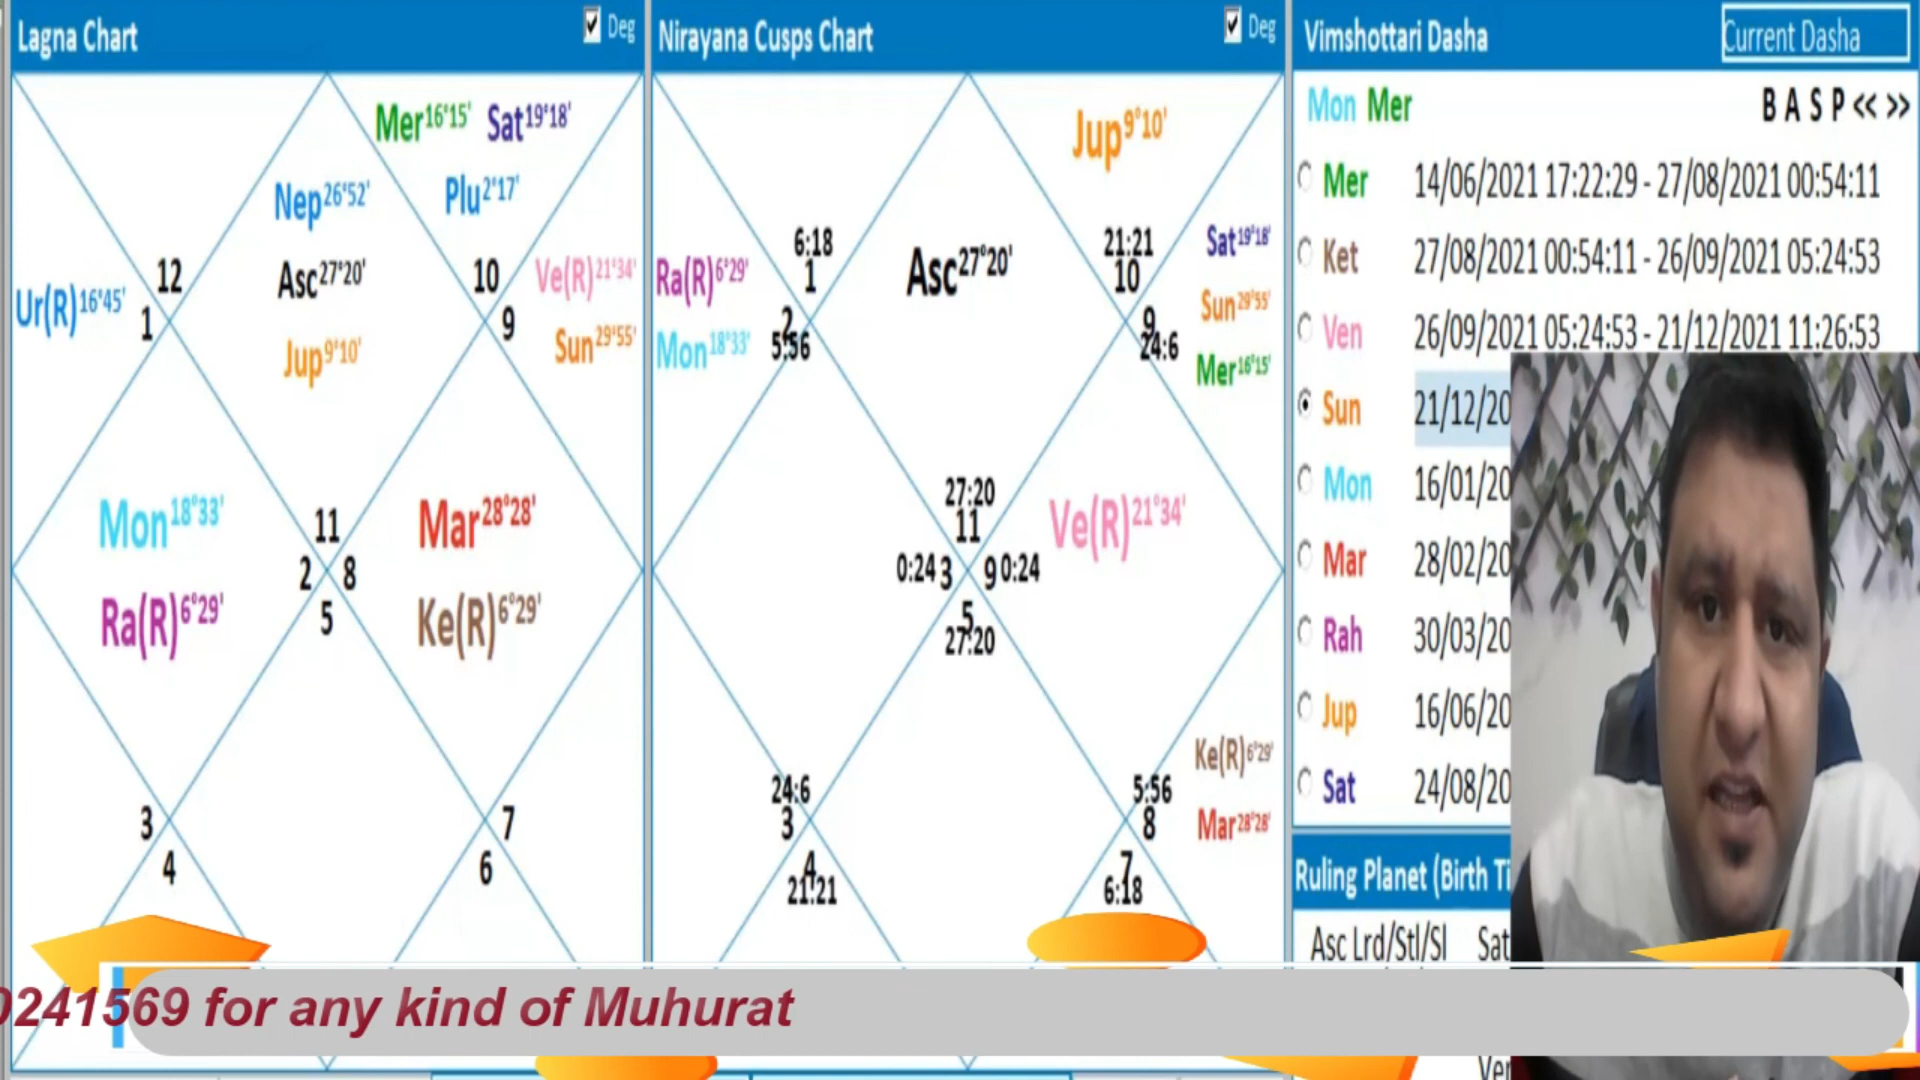 Lagna Chart
Deg
Mer16°15' Sat19°18'
Nep26°52' Plu2°17'
12 Asc27°20' 10 Ve(R)21°34'
Ur(R)16°45' 1 9
Jup9°10' Sun29°55'
Mon18°33' 11 Mar28°28'
2 8
Ra(R)6°29' 5 Ke(R)6°29'
3 7
4 6
Nirayana Cusps Chart
Deg
Jup9°10'
6:18 21:21 Sat19°18'
Ra(R)6°29' 1 Asc27°20' 10
Sun29°55'
2 9
Mon18°33' 5:56 24:6 Mer16°15'
27:20
11 Ve(R)21°34'
0:24 3 9 0:24
5
27:20
Ke(R)6°29'
24:6 5:56
3 8 Mar28°28'
4 7
21:21 6:18
Vimshottari Dasha
Current Dasha
Mon Mer B A S P << >>
Mer 14/06/2021 17:22:29 - 27/08/2021 00:54:11
Ket 27/08/2021 00:54:11 - 26/09/2021 05:24:53
Ven 26/09/2021 05:24:53 - 21/12/2021 11:26:53
Sun 21/12/20
Mon 16/01/20
Mar 28/02/20
Rah 30/03/20
Jup 16/06/20
Sat 24/08/20
Ruling Planet (Birth Ti
Asc Lrd/Stl/Sl Sat
241569 for any kind of Muhurat
Ver